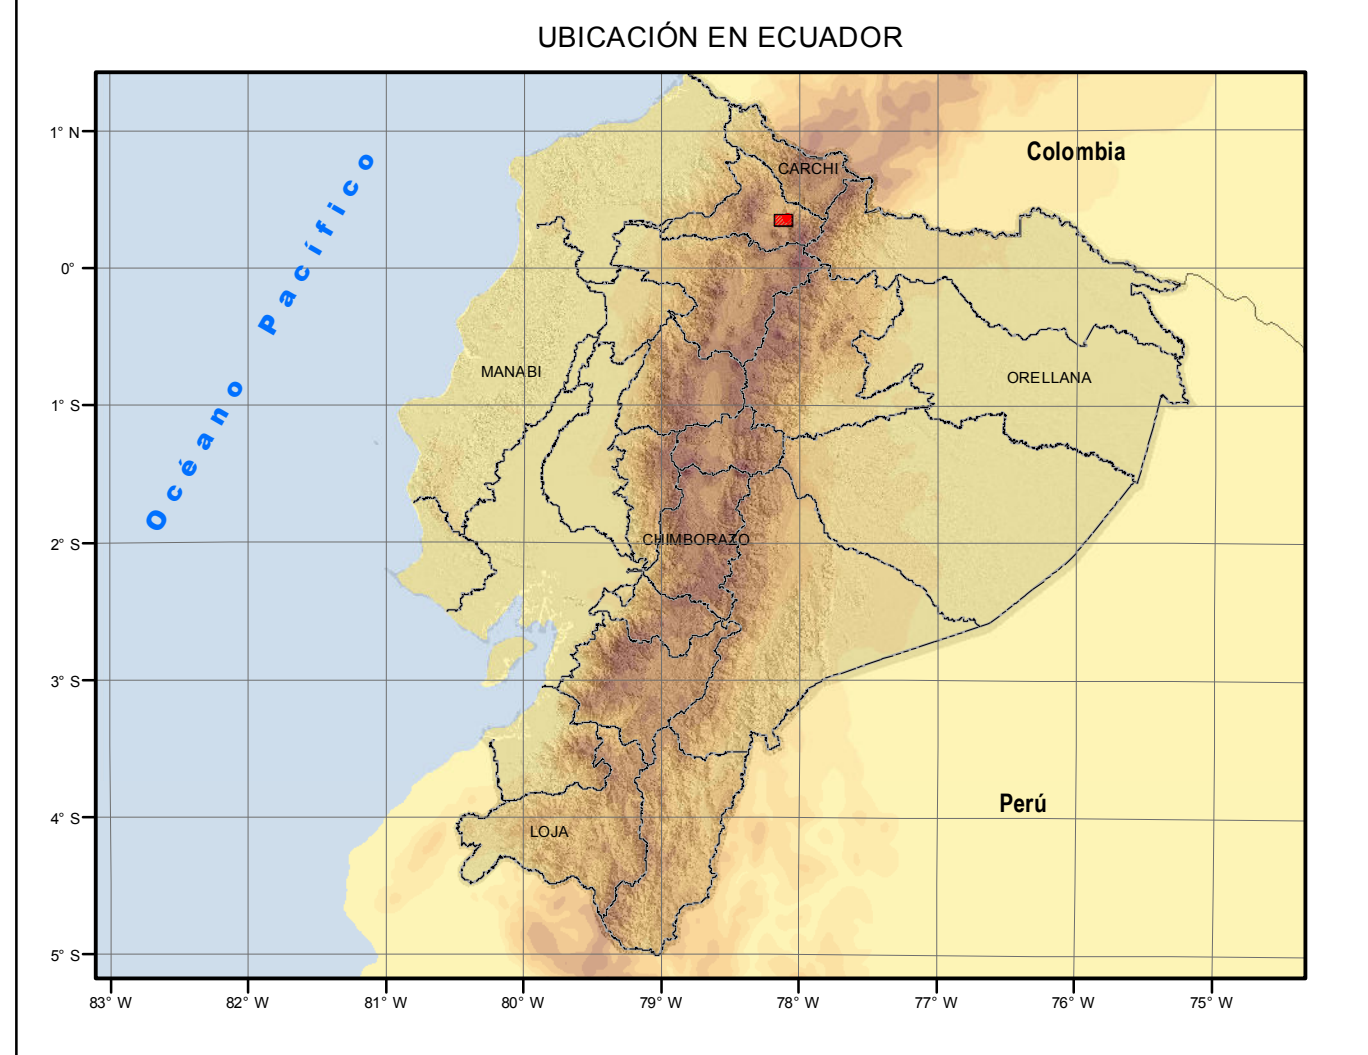 UBICACIÓN EN ECUADOR
1° N
Colombia
CARCHI
Océano Pacífico
0°
MANABI
ORELLANA
1° S
CHIMBORAZO
2° S
3° S
Perú
4° S
LOJA
5° S
83° W 82° W 81° W 80° W 79° W 78° W 77° W 76° W 75° W